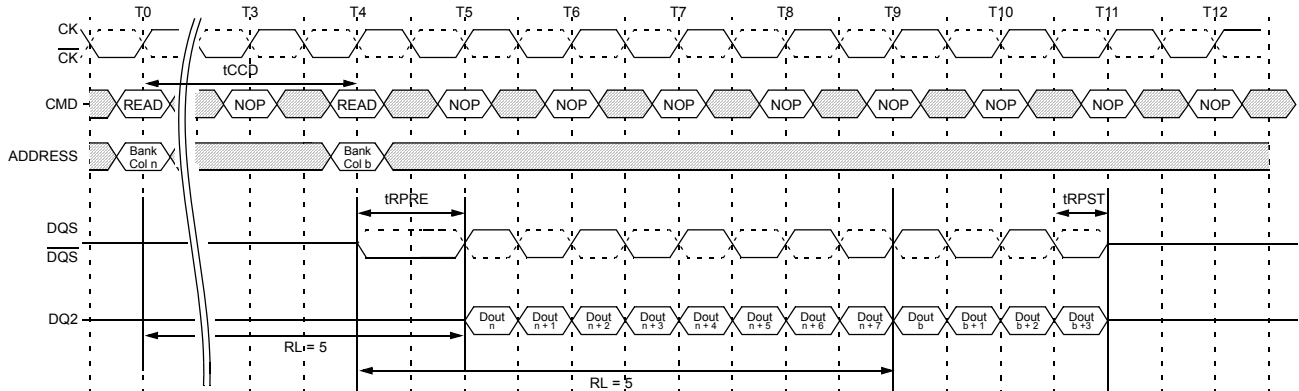 T0 T3 T4 T5 T6 T7 T8 T9 T10 T11 T12
CK
CK
tCCD
CMD READ NOP READ NOP NOP NOP NOP NOP NOP NOP NOP
ADDRESS Bank Col n Bank Col b
tRPRE tRPST
DQS
DQS
DQ2 Dout n Dout n + 1 Dout n + 2 Dout n + 3 Dout n + 4 Dout n + 5 Dout n + 6 Dout n + 7 Dout b Dout b + 1 Dout b + 2 Dout b +3
RL = 5
RL = 5